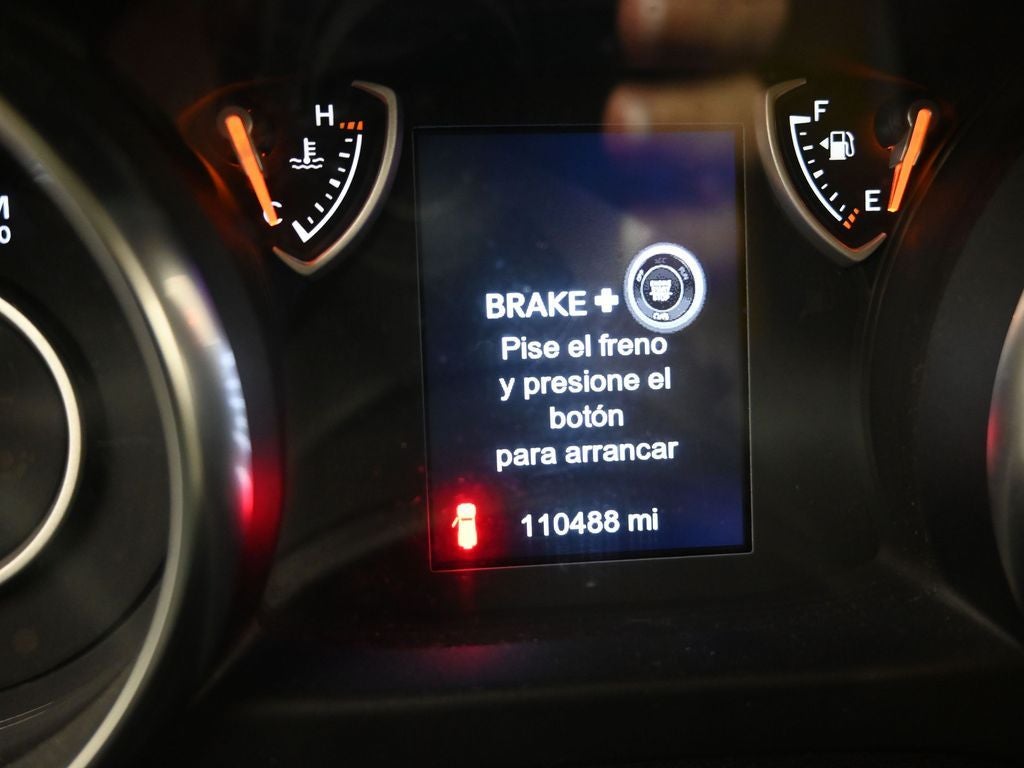 H
C
F
E
BRAKE +
Pise el freno
y presione el
botón
para arrancar
110488 mi